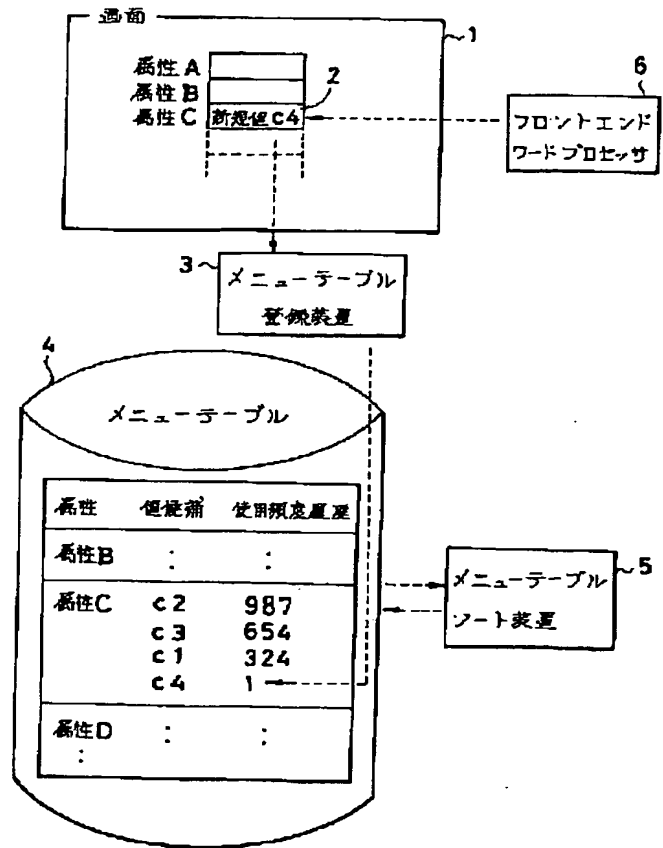 画面
1
属性A
属性B
属性C 新規値c4
2
6
フロントエンド
ワードプロセッサ
3
メニューテーブル
登録装置
4
メニューテーブル
属性 値候補 使用頻度履歴
属性B : :
属性C c2 987
c3 654
c1 324
c4 1
属性D : :
:
5
メニューテーブル
ソート装置